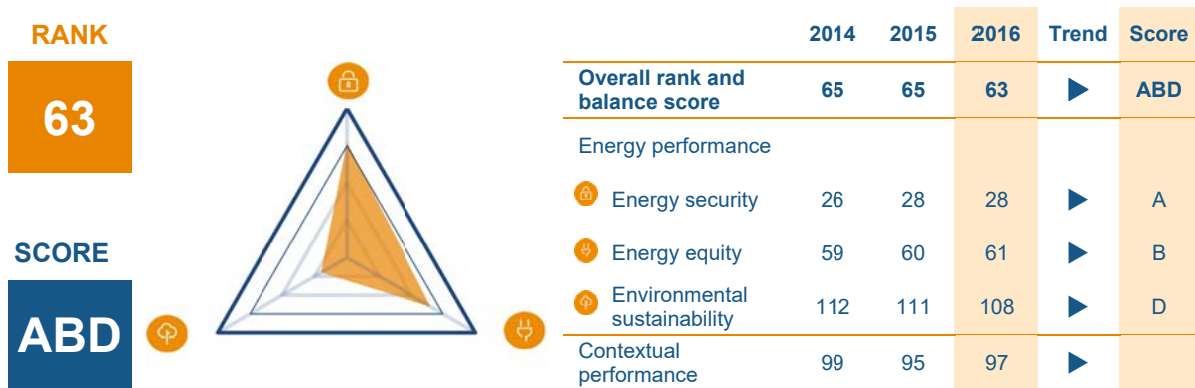 RANK
63
SCORE
ABD
2014 2015 2016 Trend Score
Overall rank and
balance score 65 65 63 ABD
Energy performance
Energy security 26 28 28 A
Energy equity 59 60 61 B
Environmental
sustainability 112 111 108 D
Contextual
performance 99 95 97